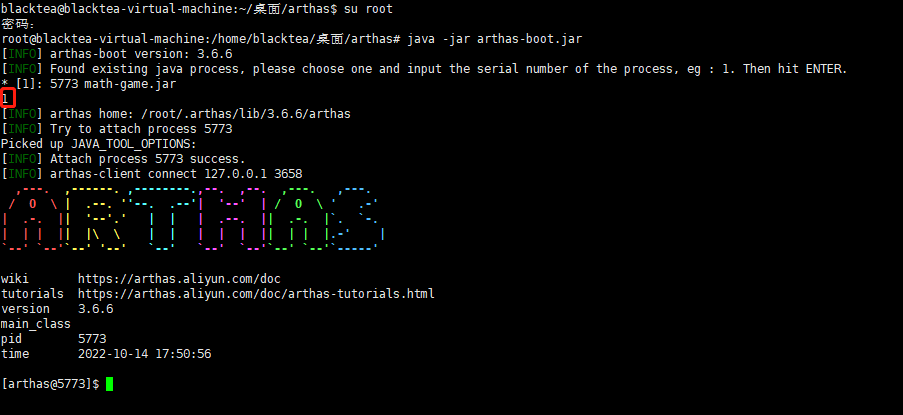 blacktea@blacktea-virtual-machine:~/桌面/arthas$ su root
密码：
root@blacktea-virtual-machine:/home/blacktea/桌面/arthas# java -jar arthas-boot.jar
[INFO] arthas-boot version: 3.6.6
[INFO] Found existing java process, please choose one and input the serial number of the process, eg : 1. Then hit ENTER.
* [1]: 5773 math-game.jar
1
[INFO] arthas home: /root/.arthas/lib/3.6.6/arthas
[INFO] Try to attach process 5773
Picked up JAVA_TOOL_OPTIONS:
[INFO] Attach process 5773 success.
[INFO] arthas-client connect 127.0.0.1 3658
ARTHAS
wiki https://arthas.aliyun.com/doc
tutorials https://arthas.aliyun.com/doc/arthas-tutorials.html
version 3.6.6
main_class
pid 5773
time 2022-10-14 17:50:56
[arthas@5773]$